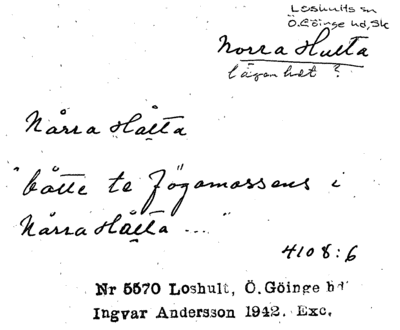 Loshults sn
Ö. Göinge hd, Sk
Norra Hulta
lägenhet ?
Nårra Hålta
"båtte te Jögamossens i
Nårra Hålta ..."
4108:6
Nr 5570 Loshult, Ö.Göinge hd
Ingvar Andersson 1942. Exc.